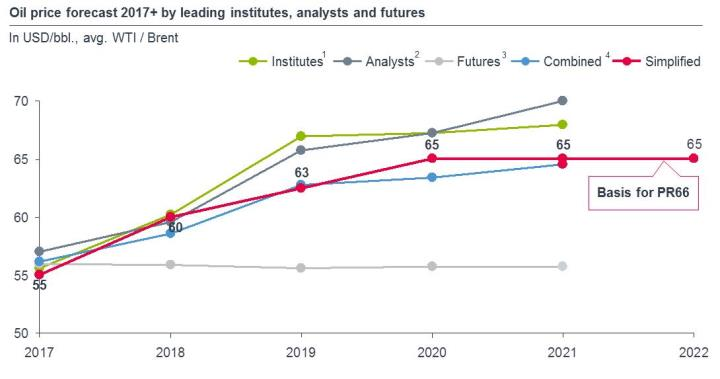 Oil price forecast 2017+ by leading institutes, analysts and futures
In USD/bbl., avg. WTI / Brent
Institutes¹ Analysts² Futures³ Combined ⁴ Simplified
70
65
60
55
50
65 65 65
63
60
55
Basis for PR66
2017 2018 2019 2020 2021 2022